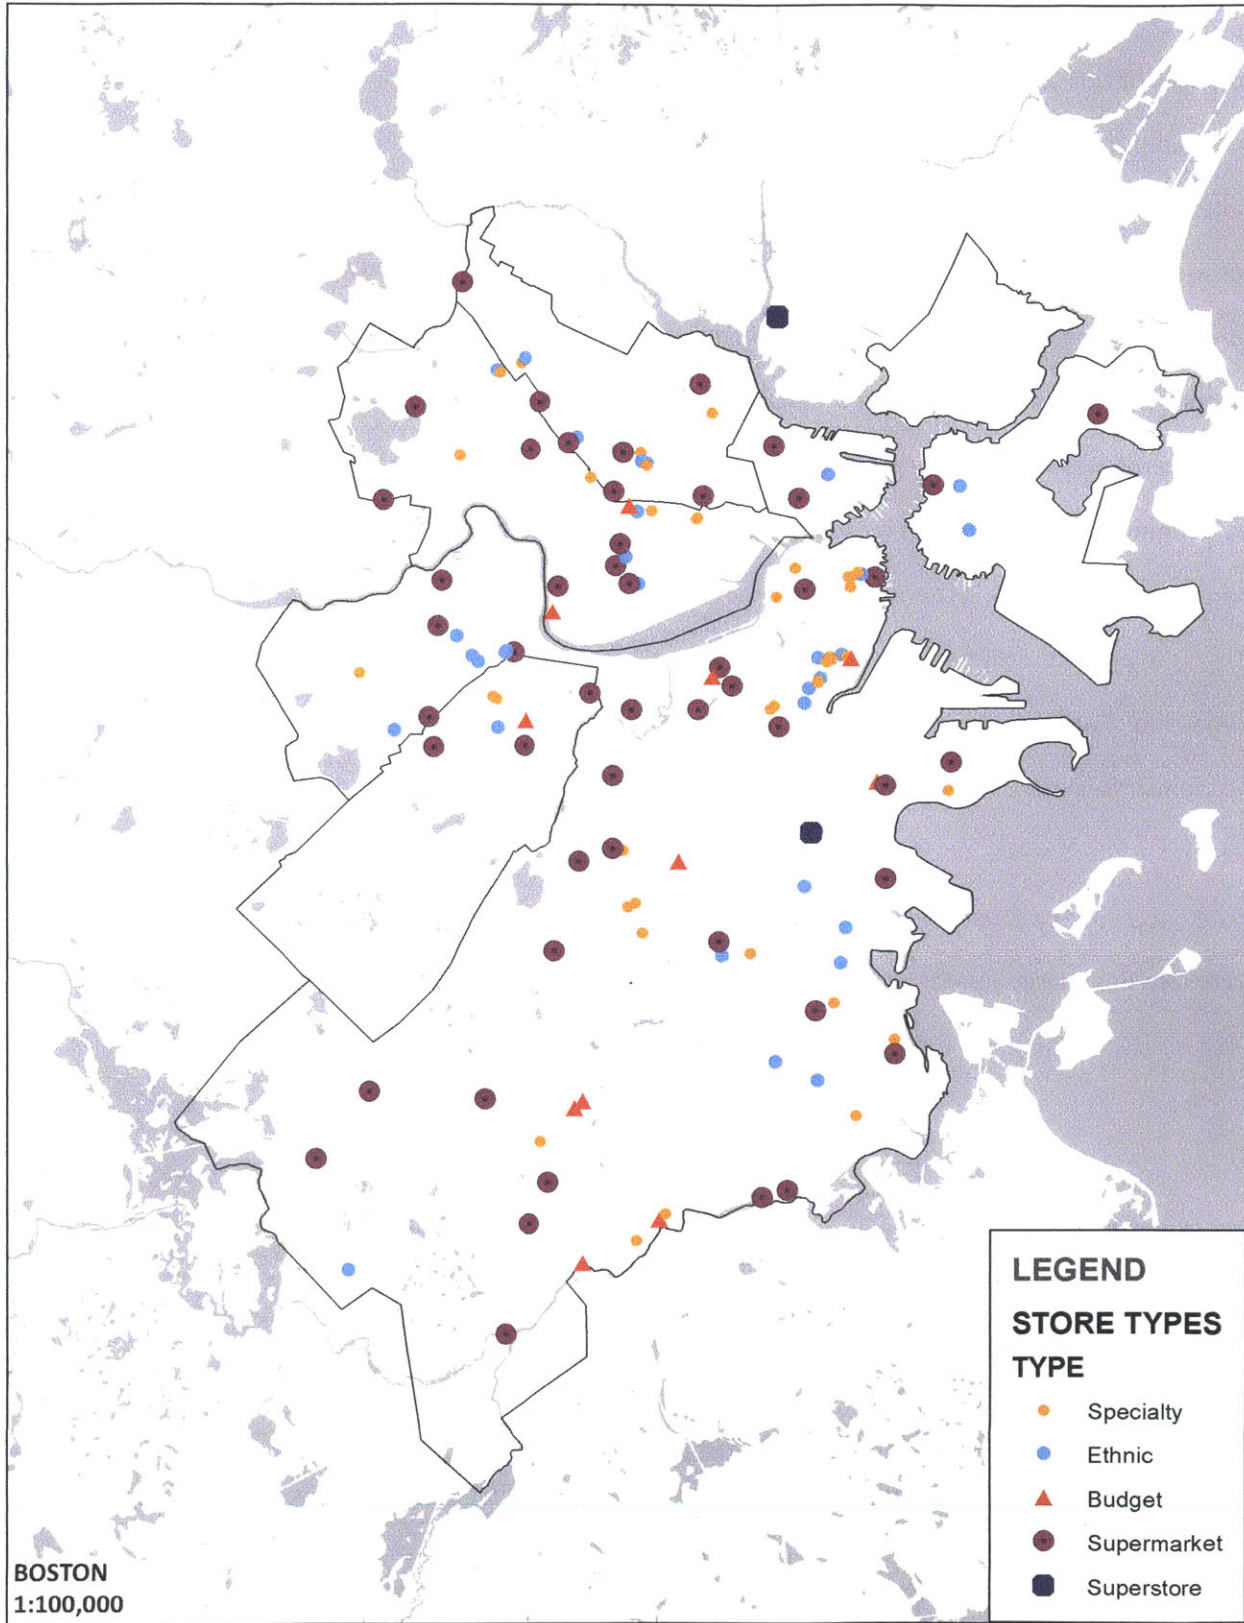 LEGEND
STORE TYPES
TYPE
Specialty
Ethnic
Budget
Supermarket
Superstore
BOSTON
1:100,000